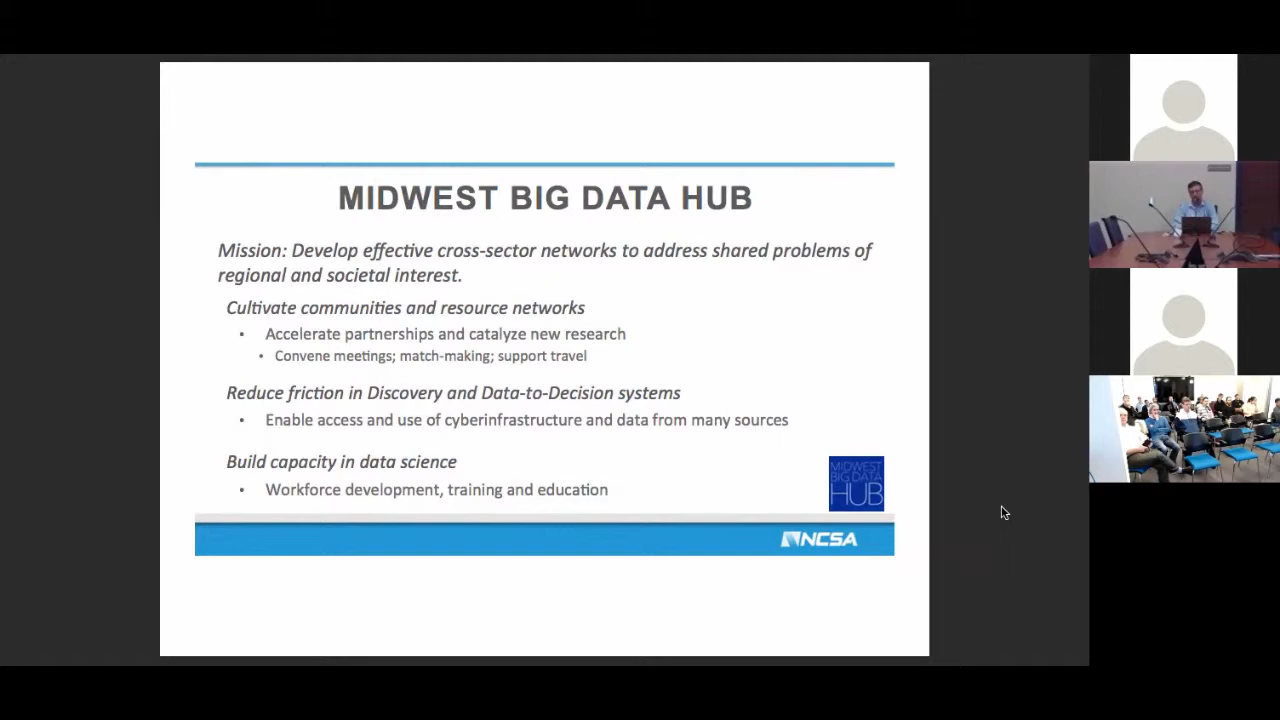 MIDWEST BIG DATA HUB
Mission: Develop effective cross-sector networks to address shared problems of
regional and societal interest.
Cultivate communities and resource networks
• Accelerate partnerships and catalyze new research
• Convene meetings; match-making; support travel
Reduce friction in Discovery and Data-to-Decision systems
• Enable access and use of cyberinfrastructure and data from many sources
Build capacity in data science
• Workforce development, training and education
MIDWEST
BIG DATA
HUB
NCSA